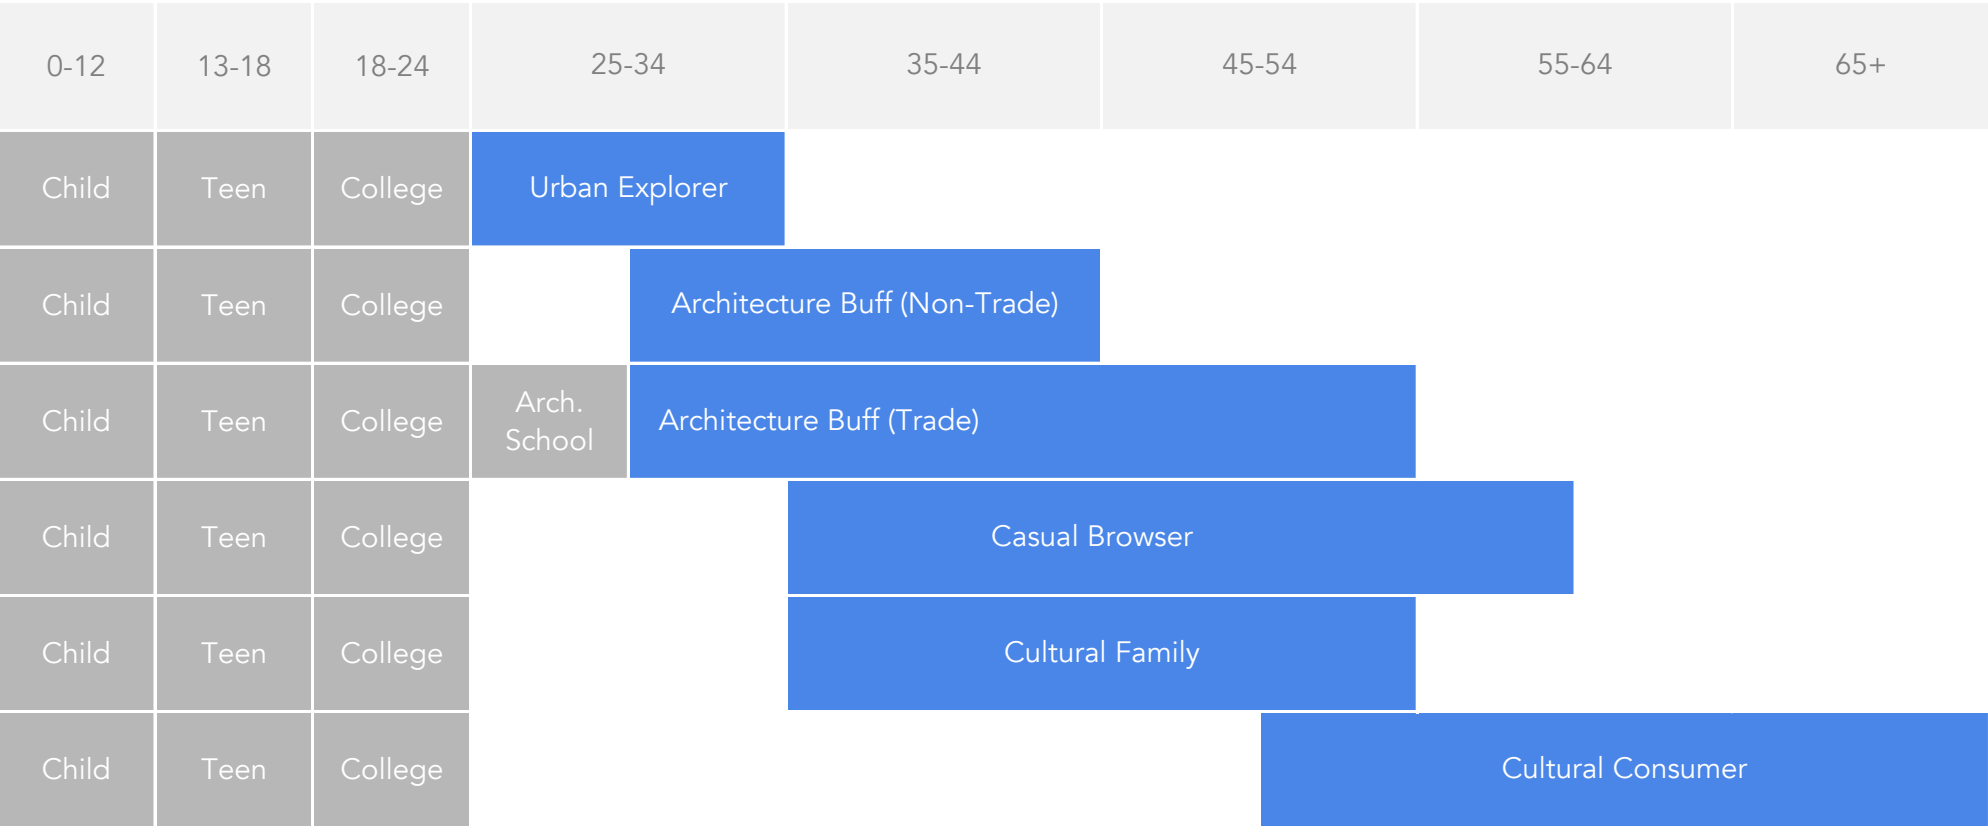 0-12 13-18 18-24 25-34 35-44 45-54 55-64 65+
Child Teen College Urban Explorer
Child Teen College Architecture Buff (Non-Trade)
Child Teen College Arch. School Architecture Buff (Trade)
Child Teen College Casual Browser
Child Teen College Cultural Family
Child Teen College Cultural Consumer